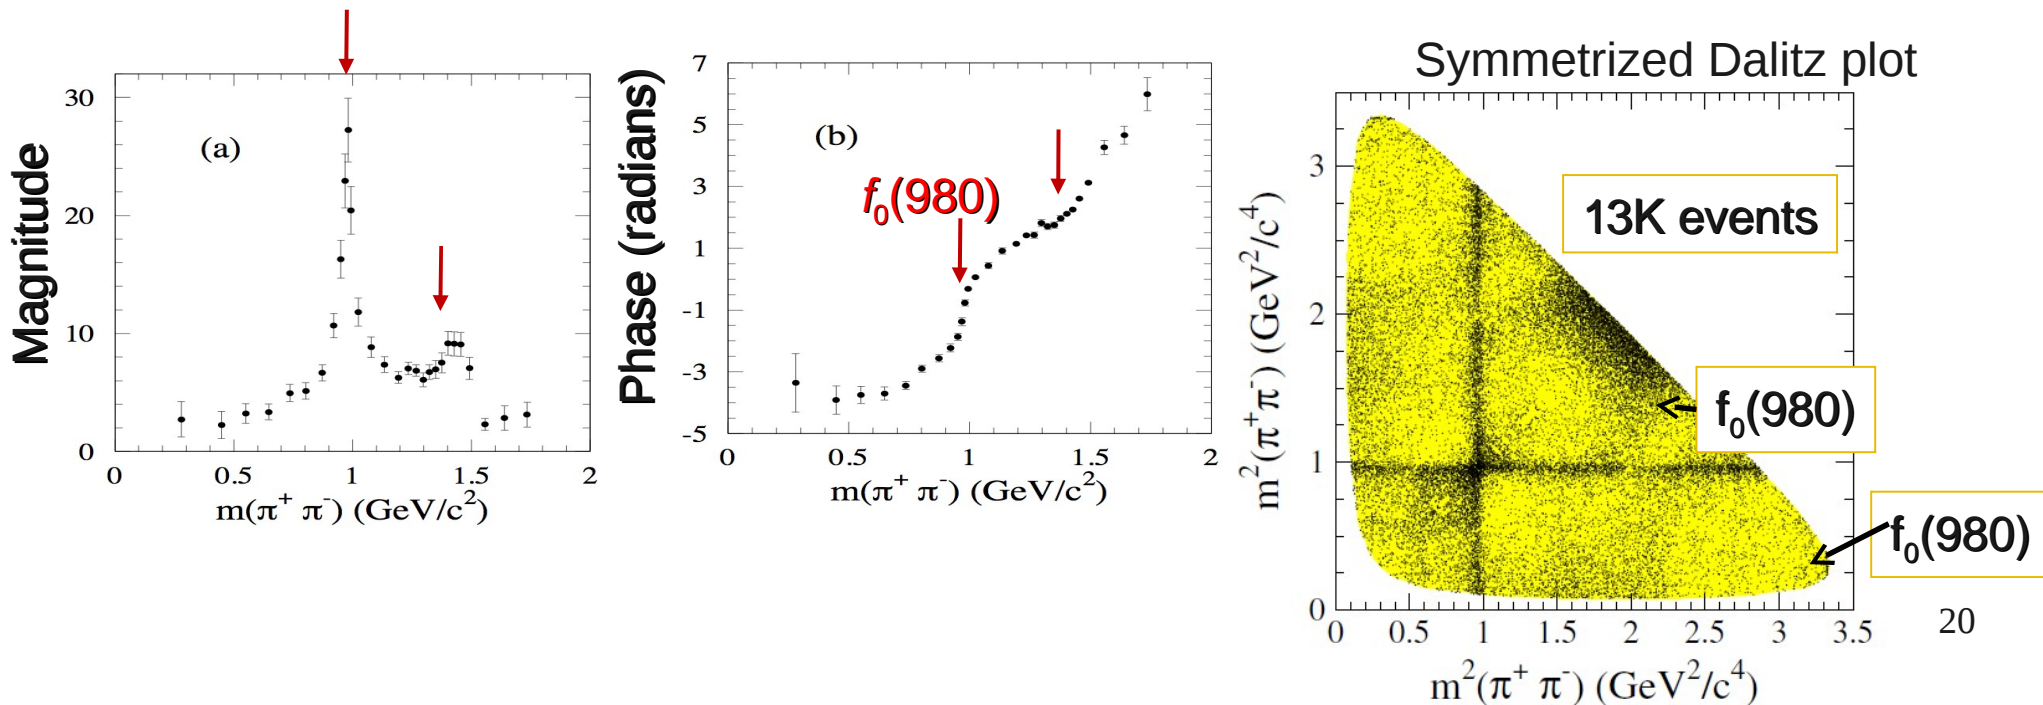 30
20
10
0
0
0.5
1
1.5
2
(a)
Magnitude
m(π⁺ π⁻) (GeV/c²)
7
5
3
1
-1
-3
-5
0
0.5
1
1.5
2
(b)
f₀(980)
Phase (radians)
m(π⁺ π⁻) (GeV/c²)
Symmetrized Dalitz plot
3
2
1
0
0
0.5
1
1.5
2
2.5
3
3.5
13K events
f₀(980)
f₀(980)
m²(π⁺π⁻) (GeV²/c⁴)
m²(π⁺ π⁻) (GeV²/c⁴)
20